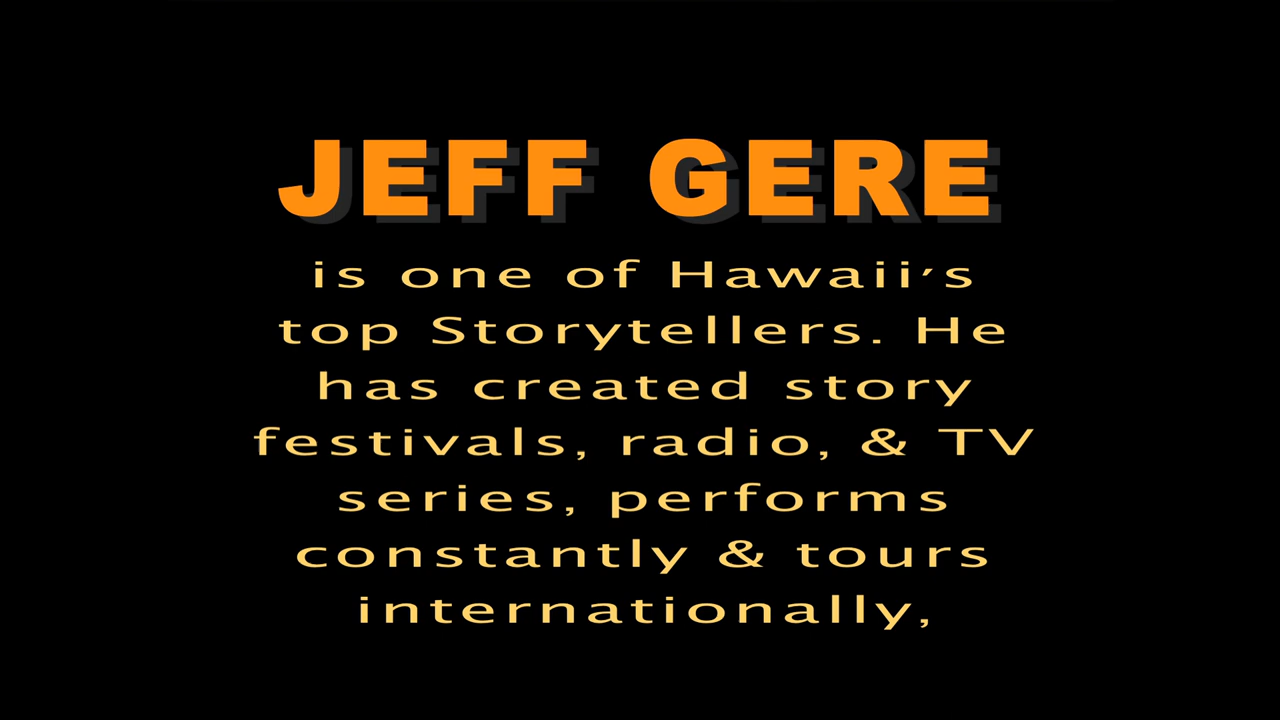 JEFF GERE
is one of Hawaii's
top Storytellers. He
has created story
festivals, radio, & TV
series, performs
constantly & tours
internationally,